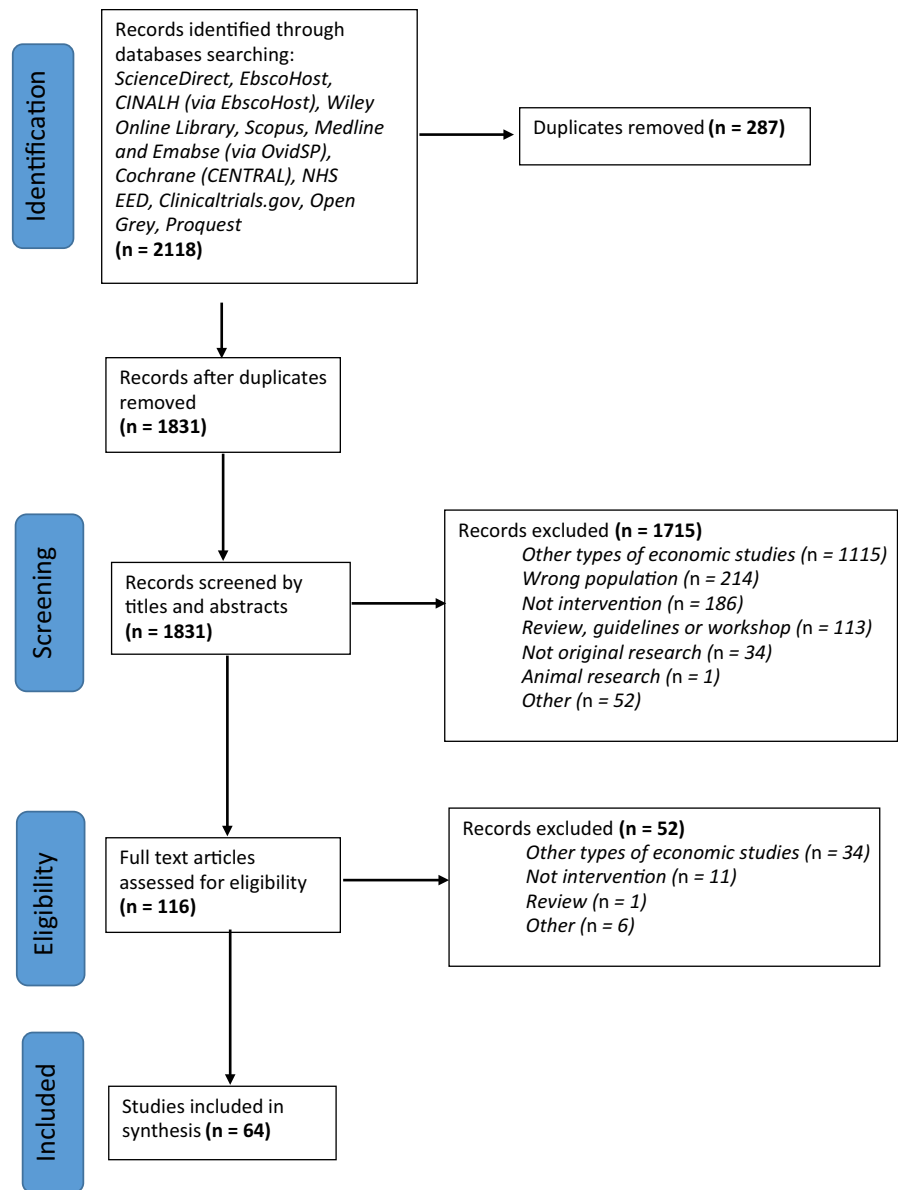 Identification
Records identified through
databases searching:
ScienceDirect, EbscoHost,
CINALH (via EbscoHost), Wiley
Online Library, Scopus, Medline
and Emabse (via OvidSP),
Cochrane (CENTRAL), NHS
EED, Clinicaltrials.gov, Open
Grey, Proquest
(n = 2118)
Duplicates removed (n = 287)
Records after duplicates
removed
(n = 1831)
Screening
Records screened by
titles and abstracts
(n = 1831)
Records excluded (n = 1715)
Other types of economic studies (n = 1115)
Wrong population (n = 214)
Not intervention (n = 186)
Review, guidelines or workshop (n = 113)
Not original research (n = 34)
Animal research (n = 1)
Other (n = 52)
Eligibility
Full text articles
assessed for eligibility
(n = 116)
Records excluded (n = 52)
Other types of economic studies (n = 34)
Not intervention (n = 11)
Review (n = 1)
Other (n = 6)
Included
Studies included in
synthesis (n = 64)